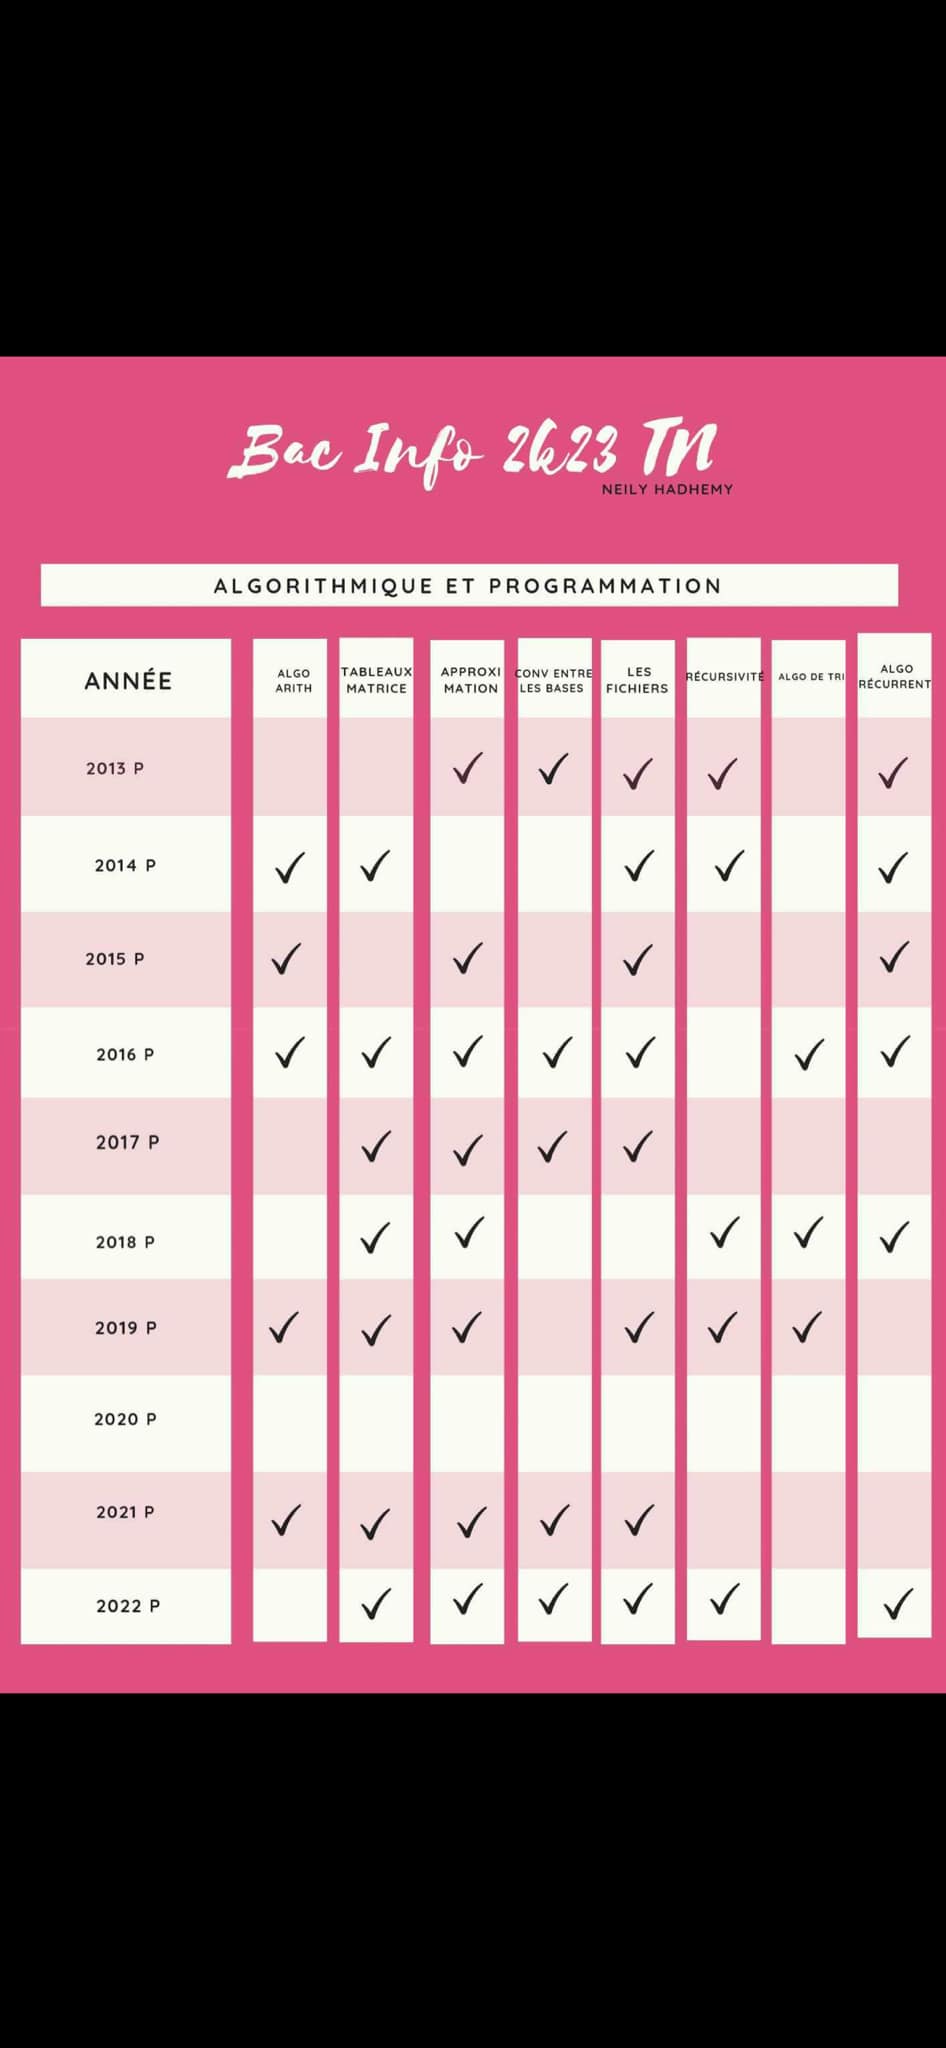 Bac Info 2k23 TN
NEILY HADHEMY
ALGORITHMIQUE ET PROGRAMMATION
ANNÉE
ALGO
ARITH
TABLEAUX
MATRICE
APPROXI
MATION
CONV ENTRE
LES BASES
LES
FICHIERS
RÉCURSIVITÉ
ALGO DE TRI
ALGO
RÉCURRENT
2013 P ✓ ✓ ✓ ✓ ✓
2014 P ✓ ✓ ✓ ✓ ✓
2015 P ✓ ✓ ✓ ✓
2016 P ✓ ✓ ✓ ✓ ✓ ✓ ✓
2017 P ✓ ✓ ✓ ✓
2018 P ✓ ✓ ✓ ✓ ✓
2019 P ✓ ✓ ✓ ✓ ✓ ✓
2020 P
2021 P ✓ ✓ ✓ ✓ ✓
2022 P ✓ ✓ ✓ ✓ ✓ ✓